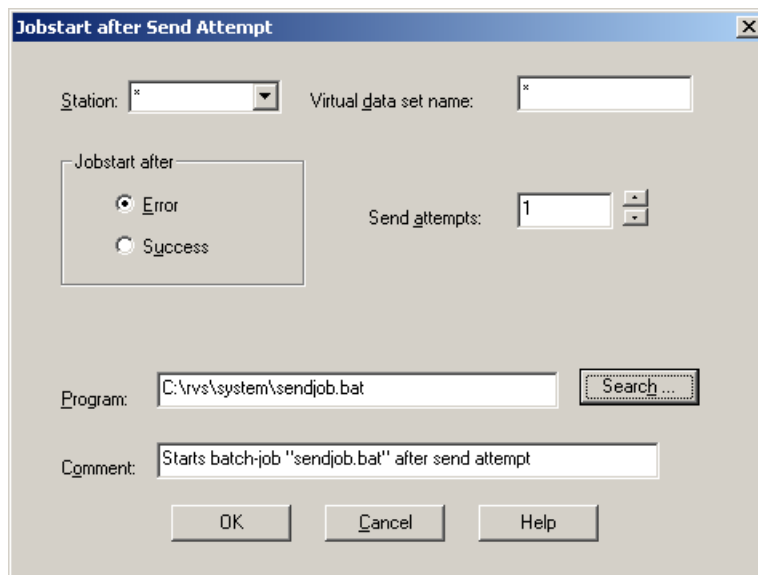 Jobstart after Send Attempt
Station: * Virtual data set name: *
Jobstart after
Error
Success
Send attempts: 1
Program: C:\rvs\system\sendjob.bat Search ...
Comment: Starts batch-job "sendjob.bat" after send attempt
OK Cancel Help